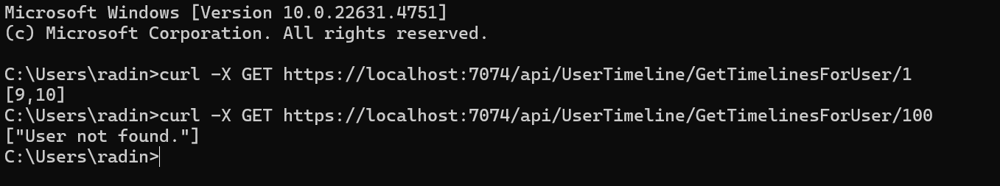 Microsoft Windows [Version 10.0.22631.4751]
(c) Microsoft Corporation. All rights reserved.
C:\Users\radin>curl -X GET https://localhost:7074/api/UserTimeline/GetTimelinesForUser/1
[9,10]
C:\Users\radin>curl -X GET https://localhost:7074/api/UserTimeline/GetTimelinesForUser/100
["User not found."]
C:\Users\radin>